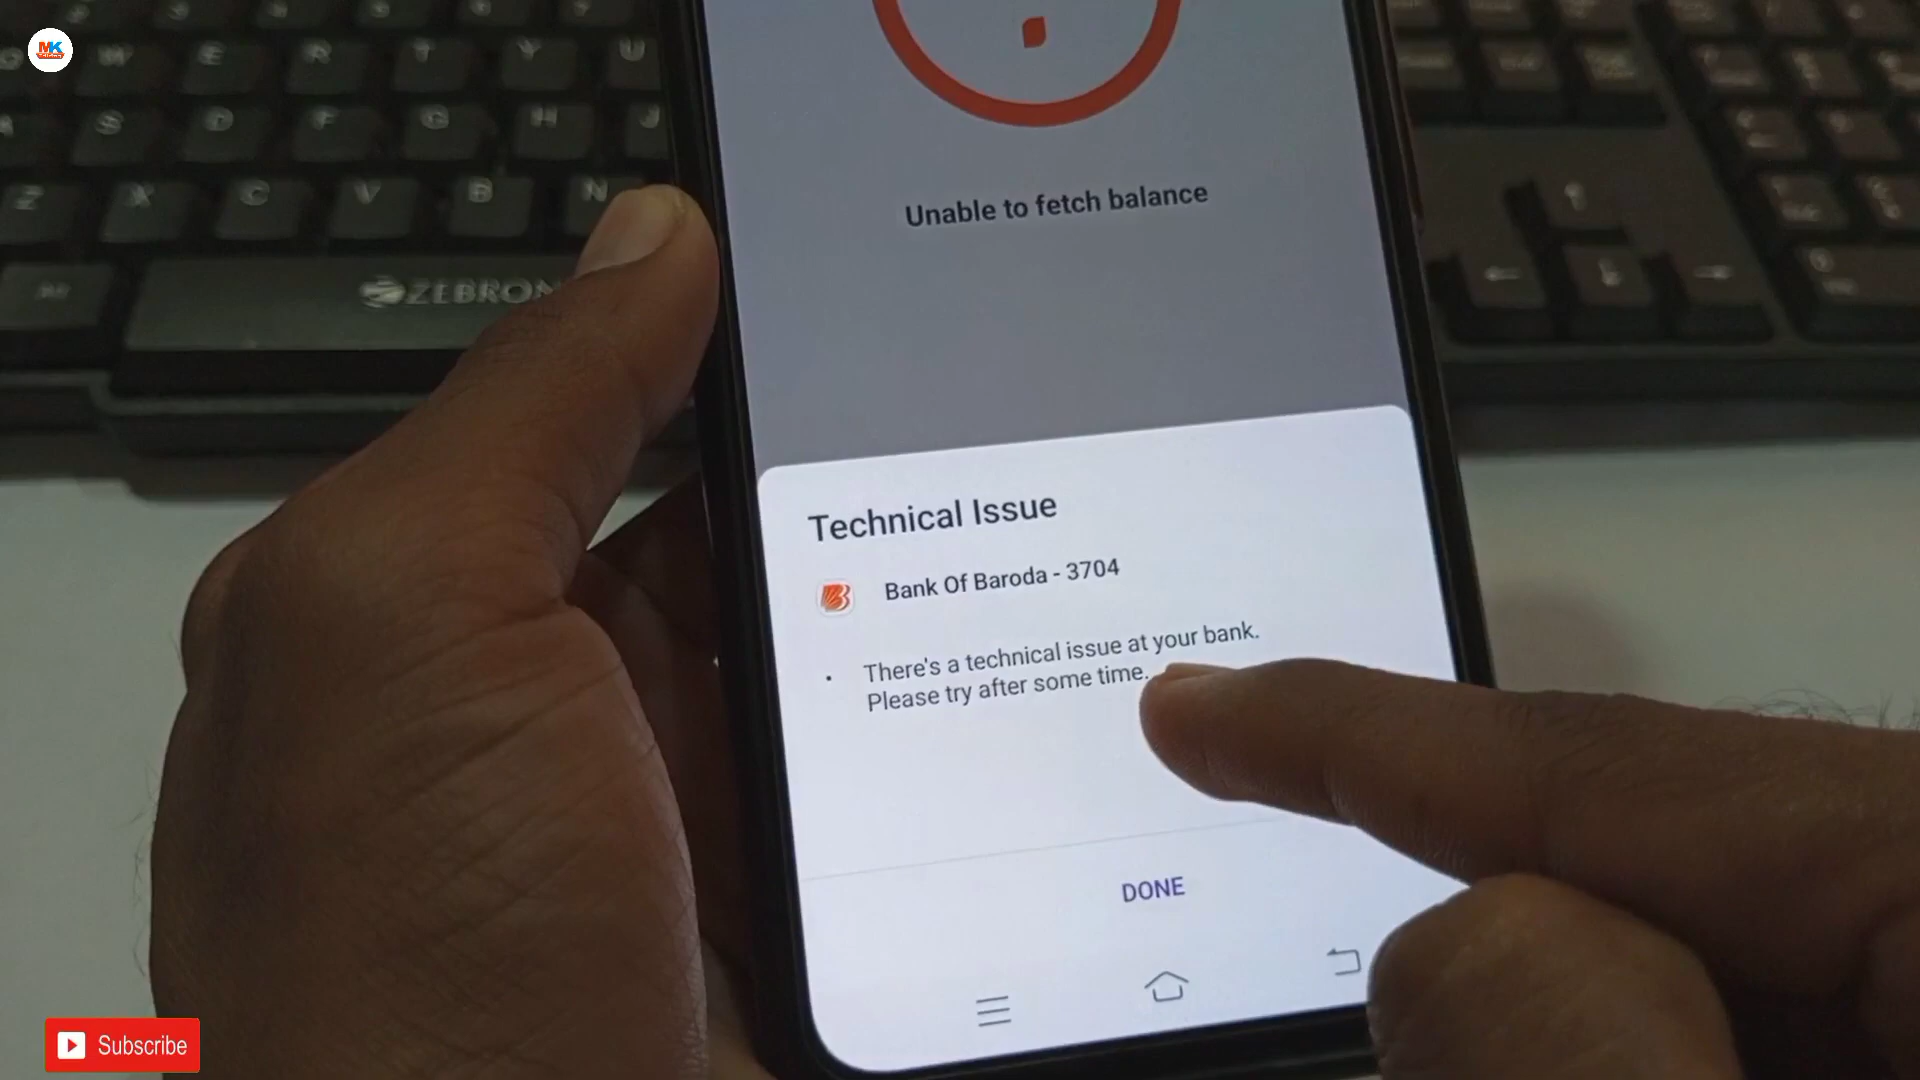 MK
W E R T Y U
S D F G H J
Z X C V B N
ZEBRON
Unable to fetch balance
Technical Issue
Bank Of Baroda - 3704
• There's a technical issue at your bank.
Please try after some time.
DONE
Subscribe